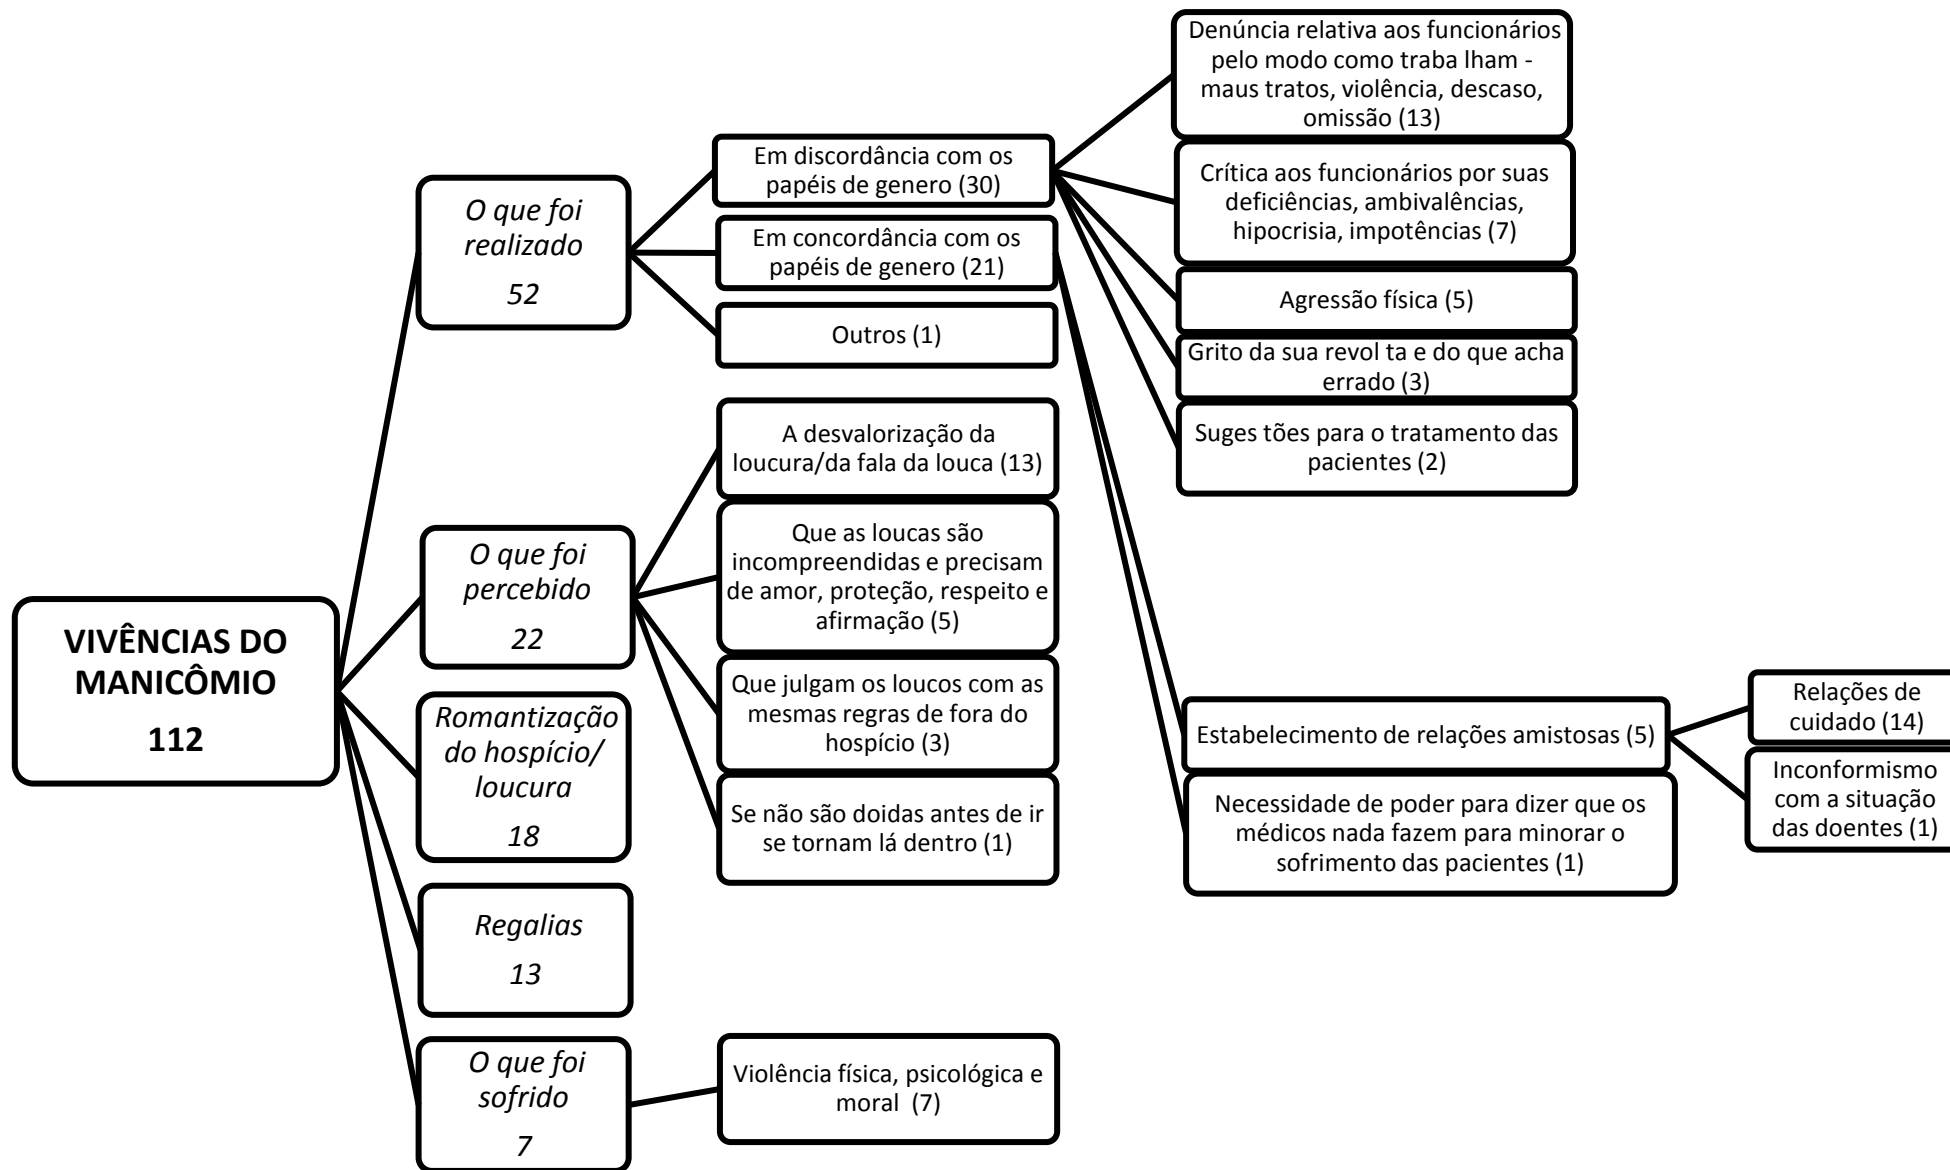 VIVÊNCIAS DO
MANICÔMIO
112
O que foi
realizado
52
O que foi
percebido
22
Romantização
do hospício/
loucura
18
Regalias
13
O que foi
sofrido
7
Em discordância com os
papéis de genero (30)
Em concordância com os
papéis de genero (21)
Outros (1)
A desvalorização da
loucura/da fala da louca (13)
Que as loucas são
incompreendidas e precisam
de amor, proteção, respeito e
afirmação (5)
Que julgam os loucos com as
mesmas regras de fora do
hospício (3)
Se não são doidas antes de ir
se tornam lá dentro (1)
Violência física, psicológica e
moral (7)
Denúncia relativa aos funcionários
pelo modo como traba lham -
maus tratos, violência, descaso,
omissão (13)
Crítica aos funcionários por suas
deficiências, ambivalências,
hipocrisia, impotências (7)
Agressão física (5)
Grito da sua revol ta e do que acha
errado (3)
Suges tões para o tratamento das
pacientes (2)
Estabelecimento de relações amistosas (5)
Necessidade de poder para dizer que os
médicos nada fazem para minorar o
sofrimento das pacientes (1)
Relações de
cuidado (14)
Inconformismo
com a situação
das doentes (1)